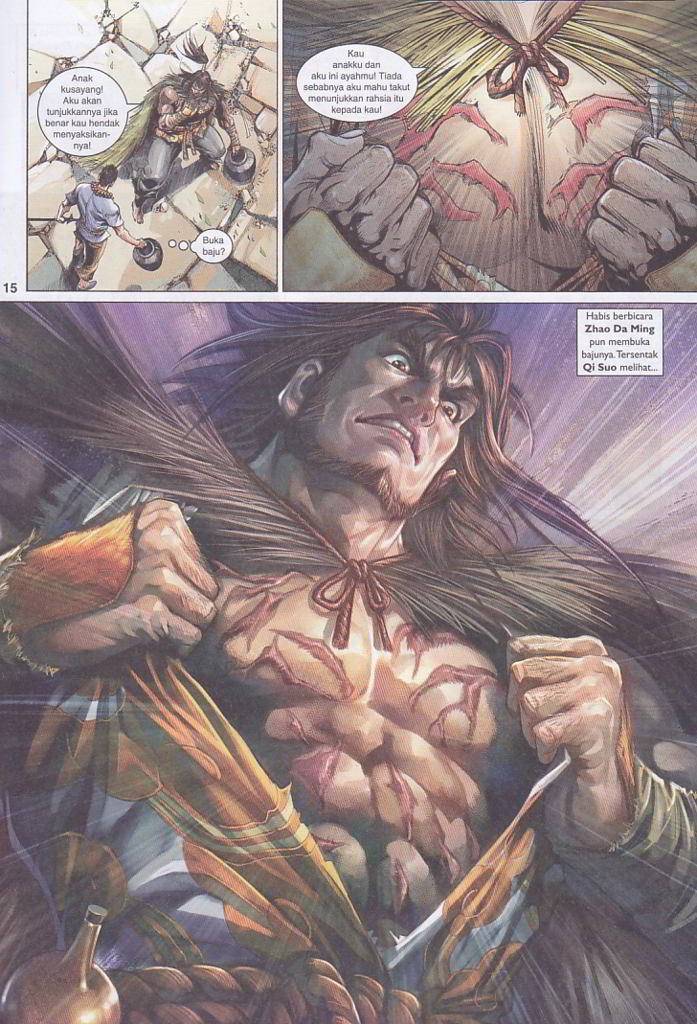 Anak
kusayang!
Aku akan
tunjukkannya jika
benar kau hendak
menyaksikan-
nya!
Buka
baju?
Kau
anakku dan
aku ini ayahmu! Tiada
sebabnya aku mahu takut
menunjukkan rahsia itu
kepada kau!
15
Habis berbicara
Zhao Da Ming
pun membuka
bajunya. Tersentak
Qi Suo melihat...